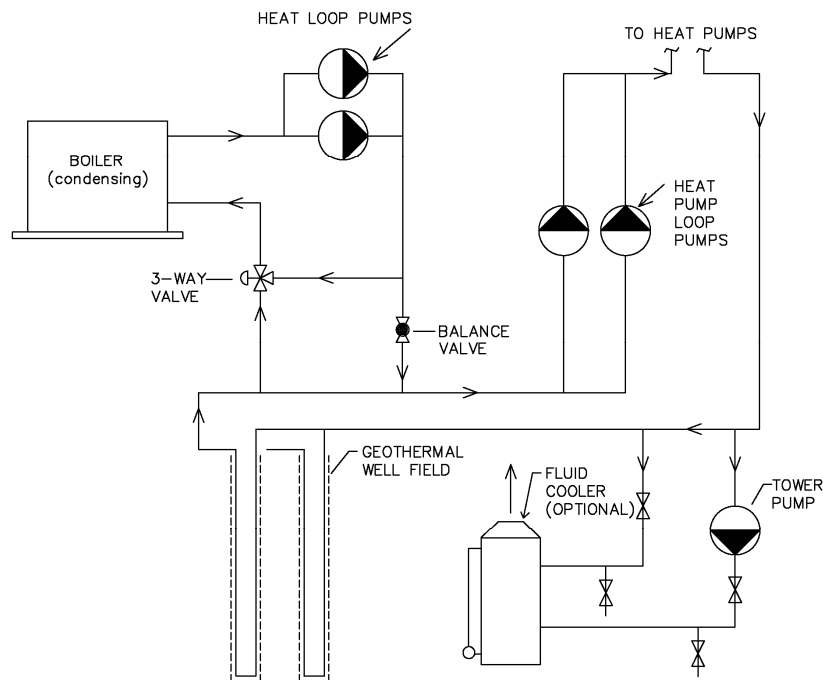 HEAT LOOP PUMPS
TO HEAT PUMPS
BOILER
(condensing)
HEAT
PUMP
LOOP
PUMPS
3-WAY
VALVE
BALANCE
VALVE
GEOTHERMAL
WELL FIELD
FLUID
COOLER
(OPTIONAL)
TOWER
PUMP